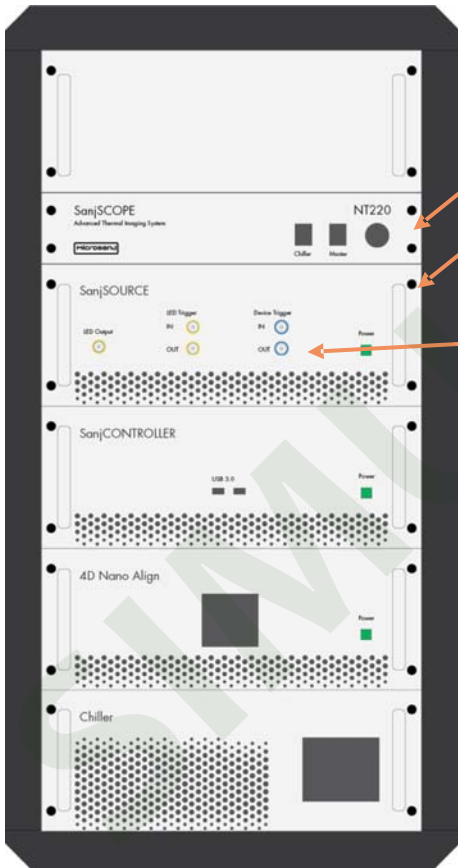 SanjSCOPE NT220
Advanced Thermal Imaging System
Microsanj
Chiller Master
SanjSOURCE
LED Trigger Device Trigger
LED Output IN IN Power
OUT OUT
SanjCONTROLLER
USB 3.0 Power
4D Nano Align
Power
Chiller